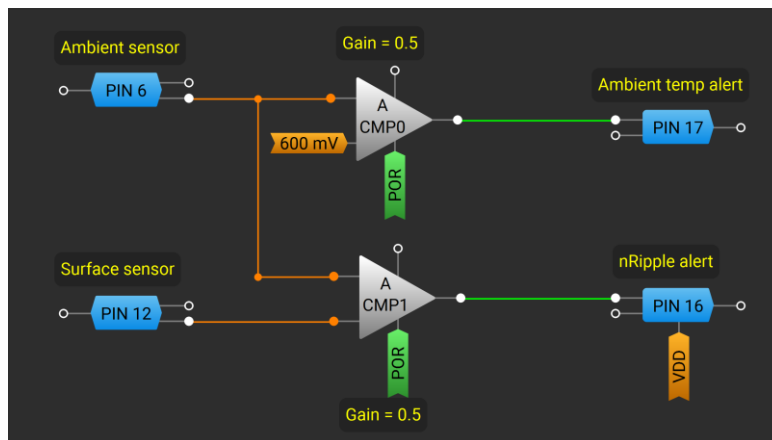 Ambient sensor
Gain = 0.5
PIN 6
A
CMP0
600 mV
POR
Ambient temp alert
PIN 17
Surface sensor
PIN 12
A
CMP1
POR
Gain = 0.5
nRipple alert
PIN 16
VDD